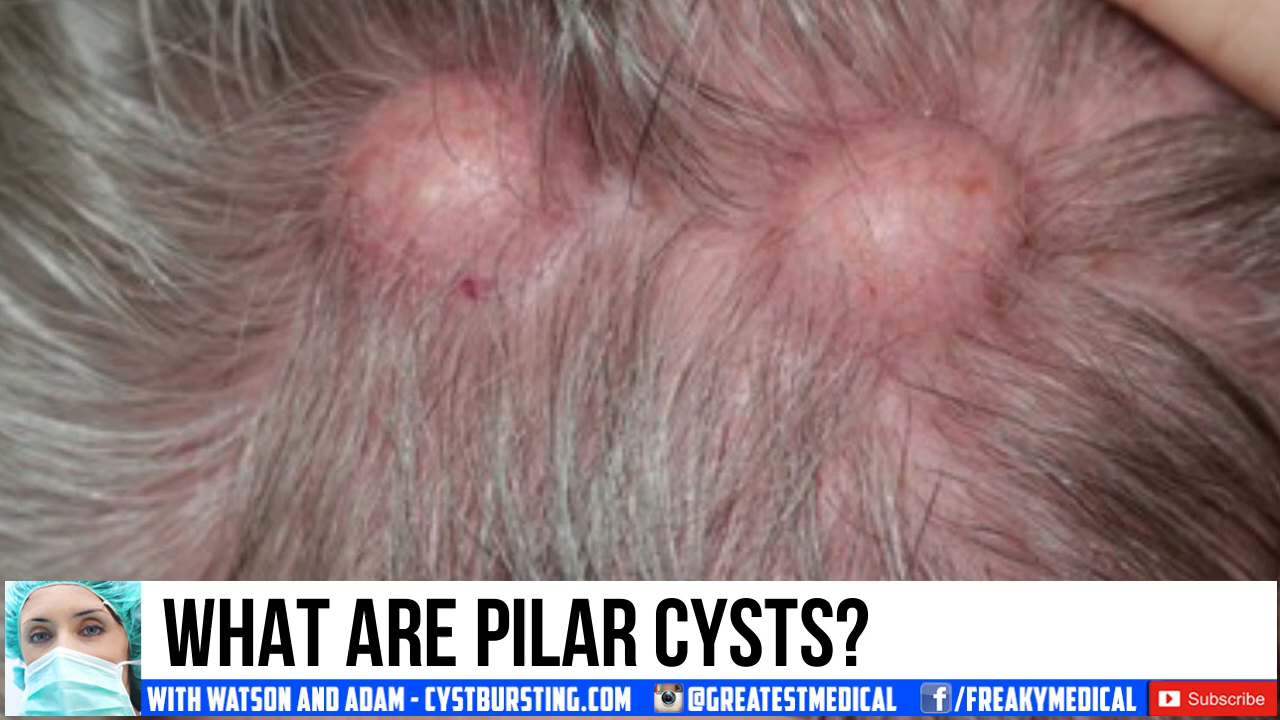 WHAT ARE PILAR CYSTS?
WITH WATSON AND ADAM - CYSTBURSTING.COM @GREATESTMEDICAL /FREAKYMEDICAL Subscribe